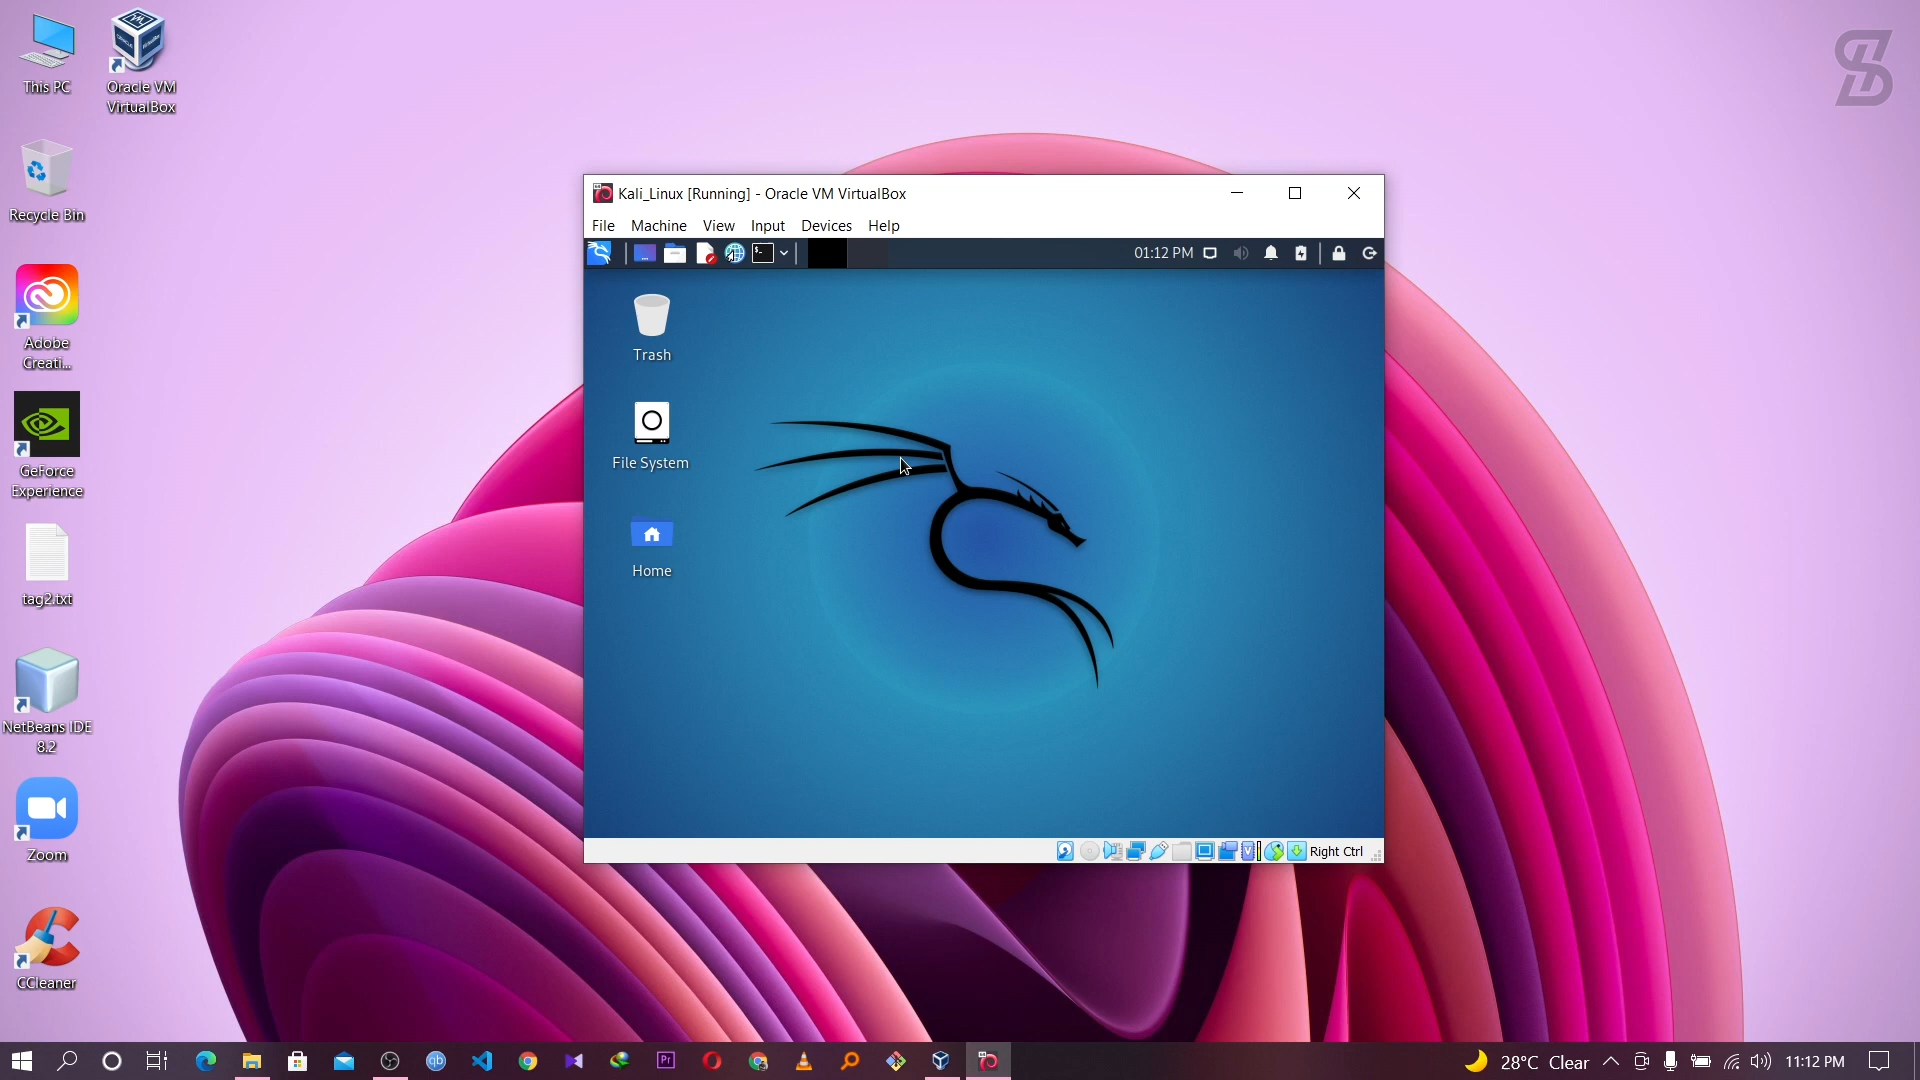 This PC
Oracle VM
VirtualBox
Recycle Bin
Adobe
Creati...
GeForce
Experience
tag2.txt
NetBeans IDE
8.2
Zoom
CCleaner
Kali_Linux [Running] - Oracle VM VirtualBox
File Machine View Input Devices Help
01:12 PM
Trash
File System
Home
Right Ctrl
qb
Pr
28°C Clear
11:12 PM